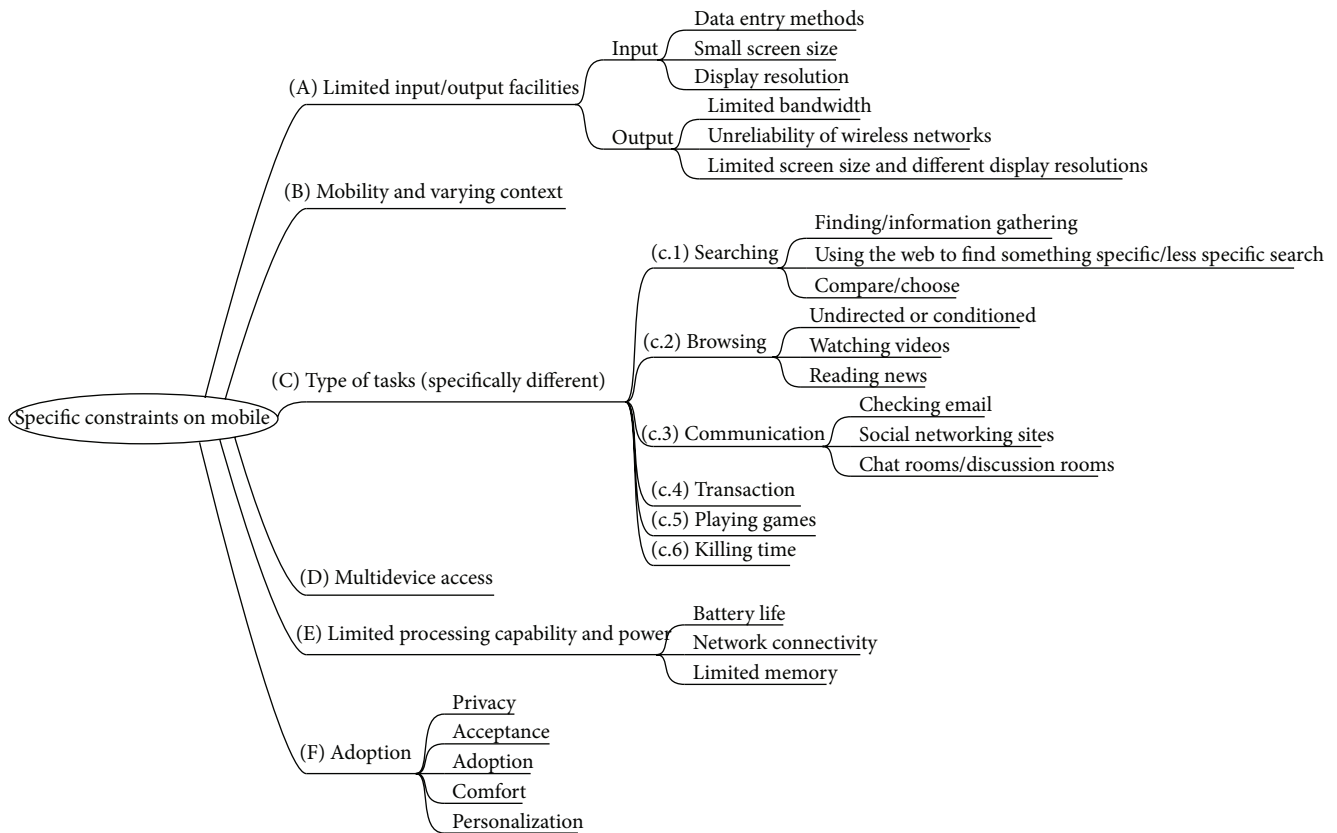 Specific constraints on mobile
(A) Limited input/output facilities
Input
Data entry methods
Small screen size
Display resolution
Output
Limited bandwidth
Unreliability of wireless networks
Limited screen size and different display resolutions
(B) Mobility and varying context
(C) Type of tasks (specifically different)
(c.1) Searching
Finding/information gathering
Using the web to find something specific/less specific search
Compare/choose
(c.2) Browsing
Undirected or conditioned
Watching videos
Reading news
(c.3) Communication
Checking email
Social networking sites
Chat rooms/discussion rooms
(c.4) Transaction
(c.5) Playing games
(c.6) Killing time
(D) Multidevice access
(E) Limited processing capability and power
Battery life
Network connectivity
Limited memory
(F) Adoption
Privacy
Acceptance
Adoption
Comfort
Personalization